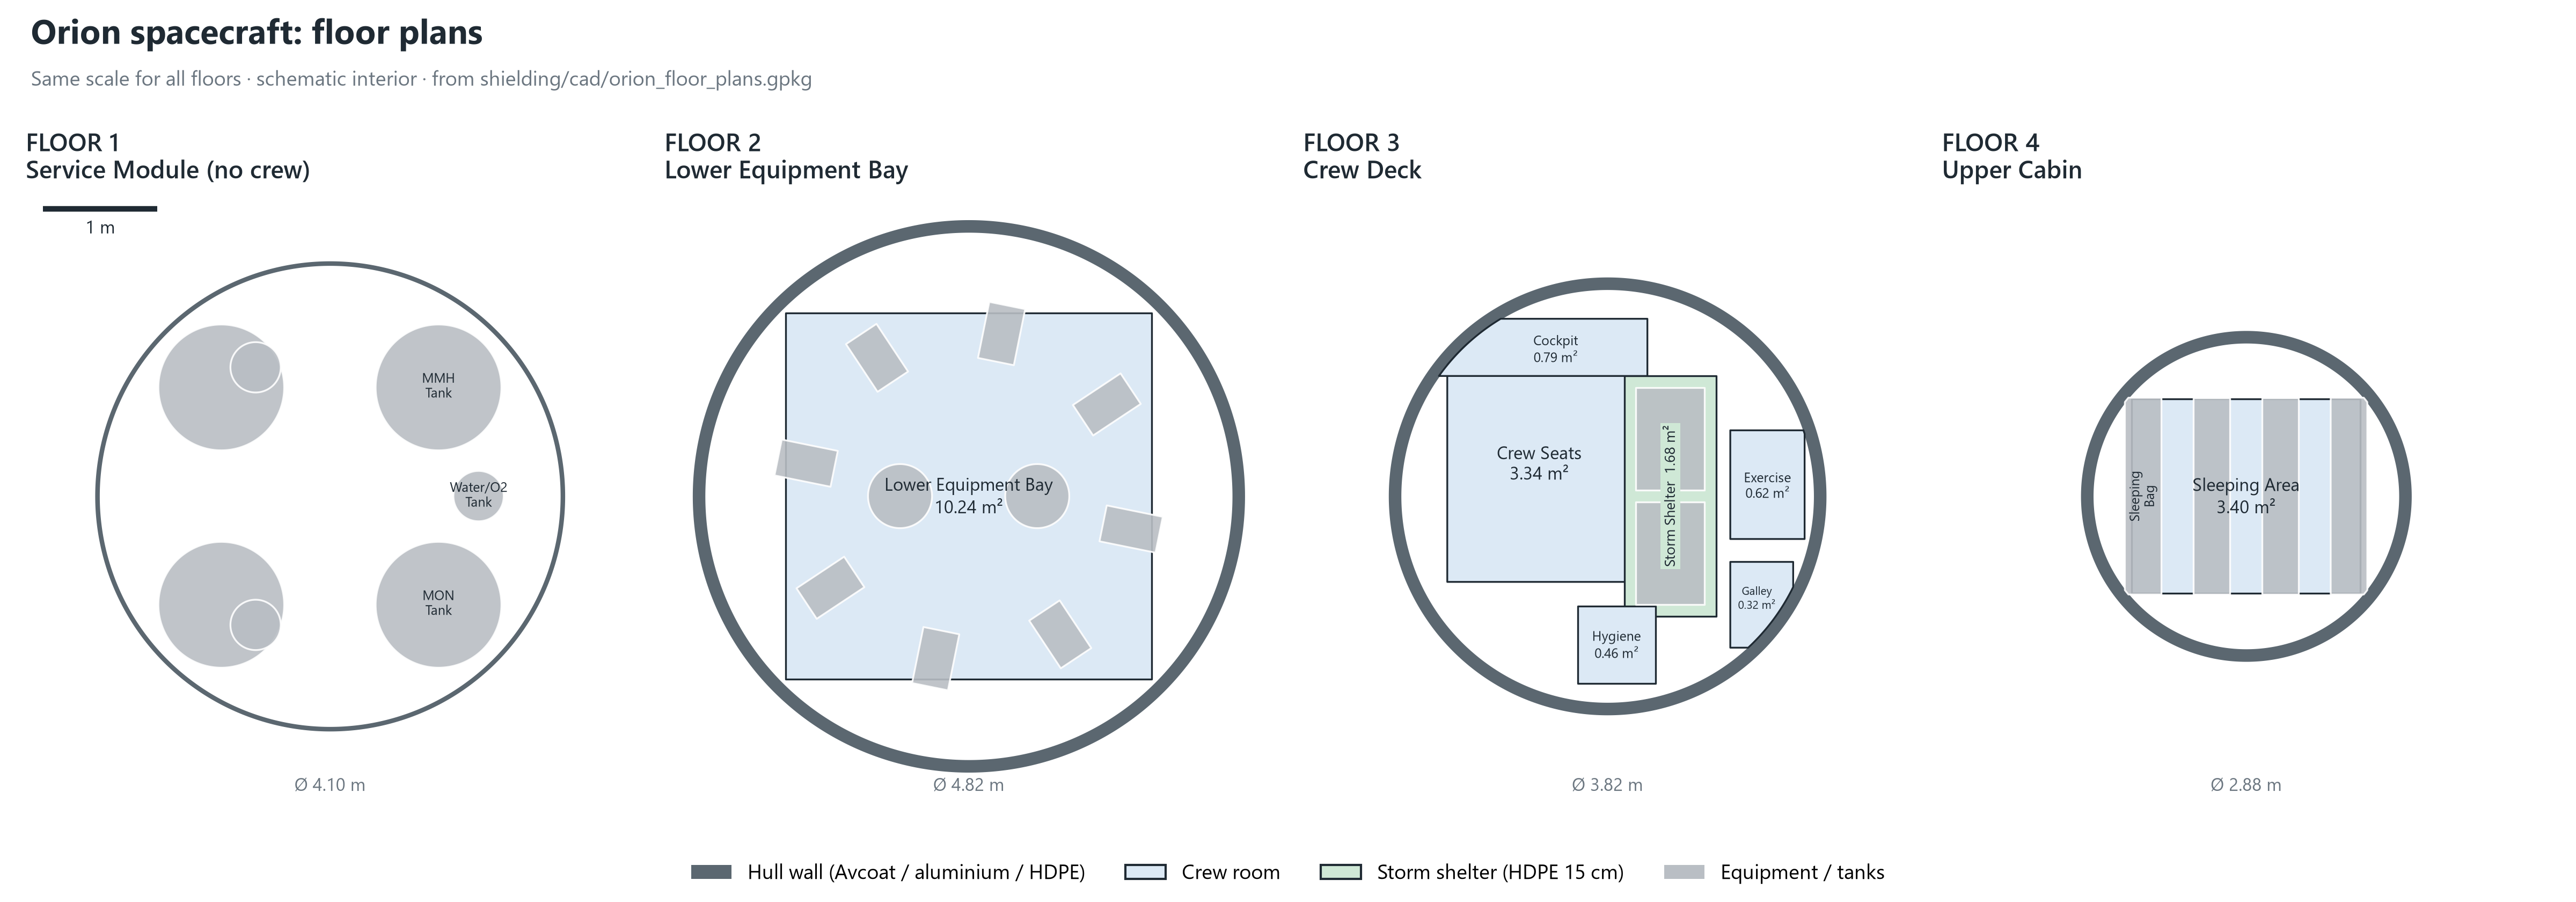 Orion spacecraft: floor plans
Same scale for all floors · schematic interior · from shielding/cad/orion_floor_plans.gpkg
FLOOR 1
Service Module (no crew)
1 m
MMH
Tank
Water/O2
Tank
MON
Tank
Ø 4.10 m
FLOOR 2
Lower Equipment Bay
Lower Equipment Bay
10.24 m²
Ø 4.82 m
FLOOR 3
Crew Deck
Cockpit
0.79 m²
Crew Seats
3.34 m²
Storm Shelter 1.68 m²
Exercise
0.62 m²
Galley
0.32 m²
Hygiene
0.46 m²
Ø 3.82 m
FLOOR 4
Upper Cabin
Sleeping
Bag
Sleeping Area
3.40 m²
Ø 2.88 m
Hull wall (Avcoat / aluminium / HDPE)
Crew room
Storm shelter (HDPE 15 cm)
Equipment / tanks